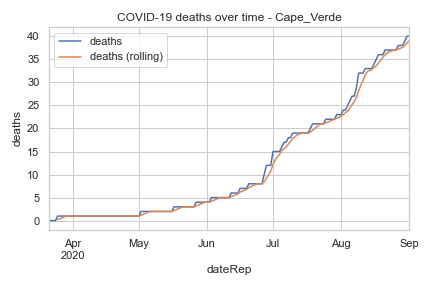 COVID-19 deaths over time - Cape_Verde
deaths
deaths (rolling)
40
35
30
25
20
15
10
5
0
deaths
Apr
2020
May
Jun
Jul
Aug
Sep
dateRep